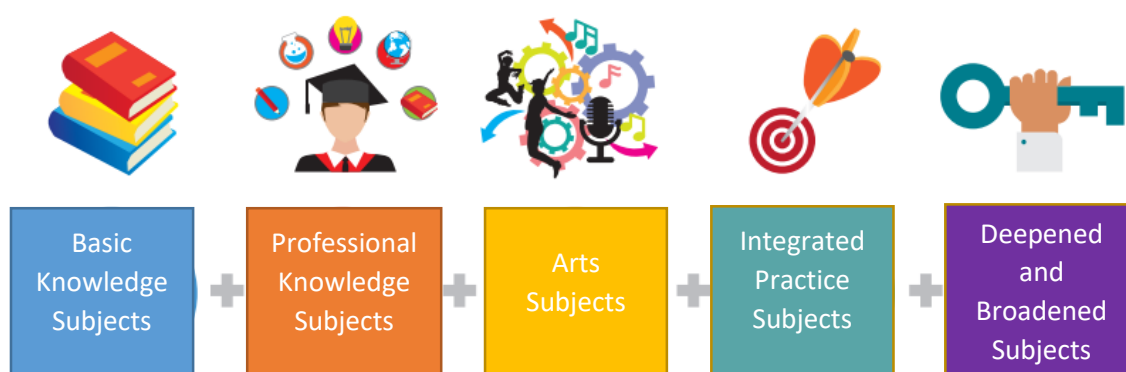 Basic
Knowledge
Subjects
Professional
Knowledge
Subjects
Arts
Subjects
Integrated
Practice
Subjects
Deepened
and
Broadened
Subjects